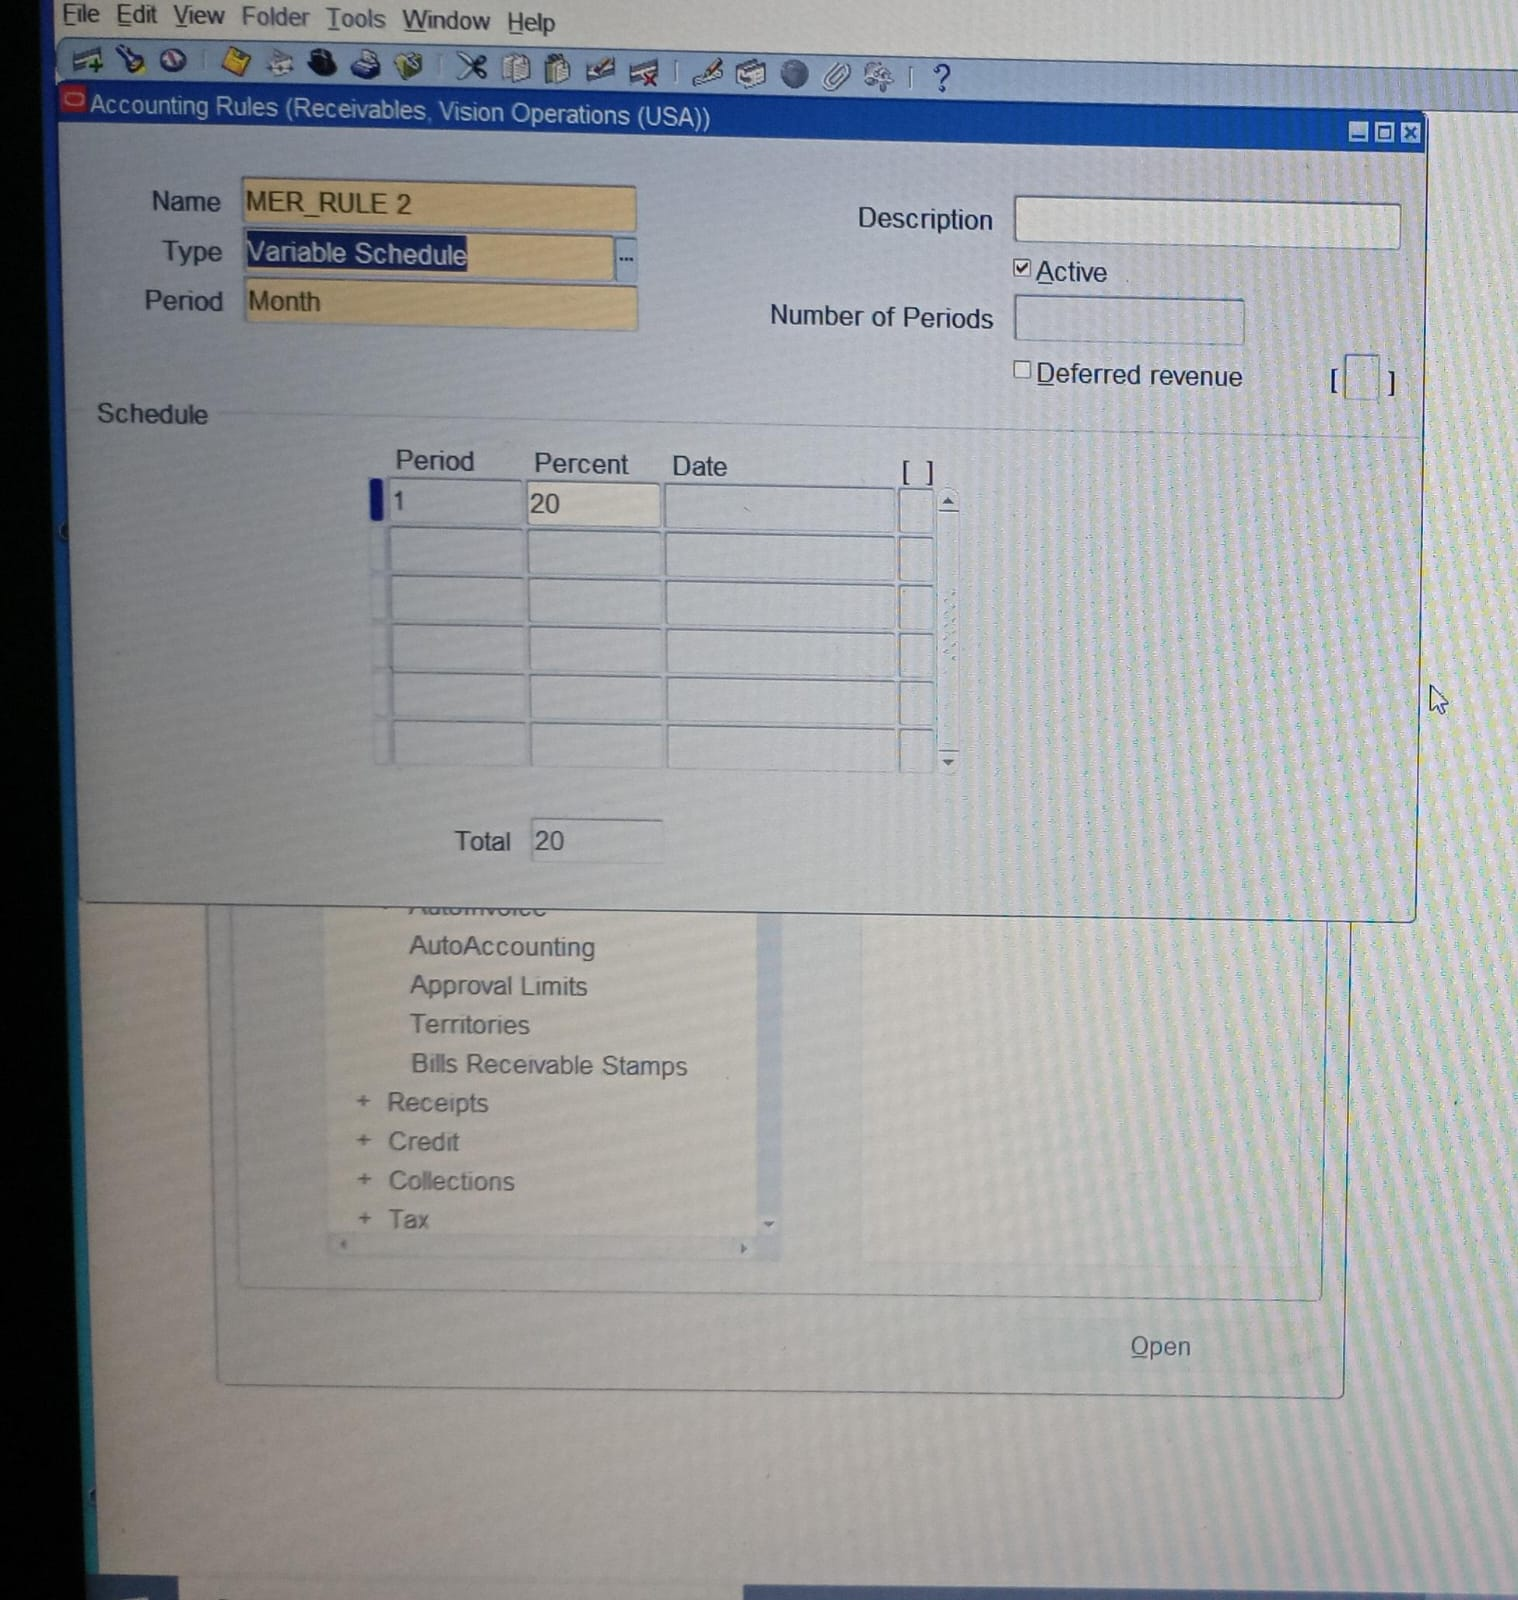 File Edit View Folder Tools Window Help
?
Accounting Rules (Receivables, Vision Operations (USA))
Name MER_RULE 2
Description
Type Variable Schedule ...
Active
Period Month
Number of Periods
Deferred revenue [ ]
Schedule
Period Percent Date [ ]
1 20
Total 20
AutoInvoice
AutoAccounting
Approval Limits
Territories
Bills Receivable Stamps
+ Receipts
+ Credit
+ Collections
+ Tax
Open